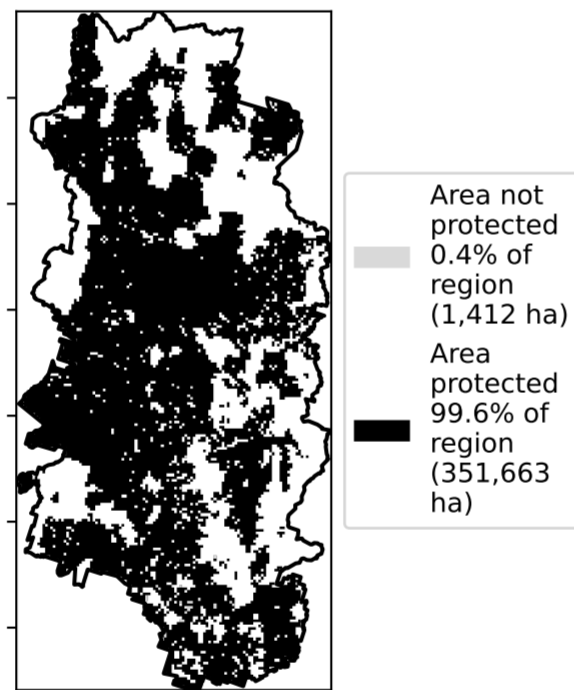 Area not
protected
0.4% of
region
(1,412 ha)
Area
protected
99.6% of
region
(351,663
ha)